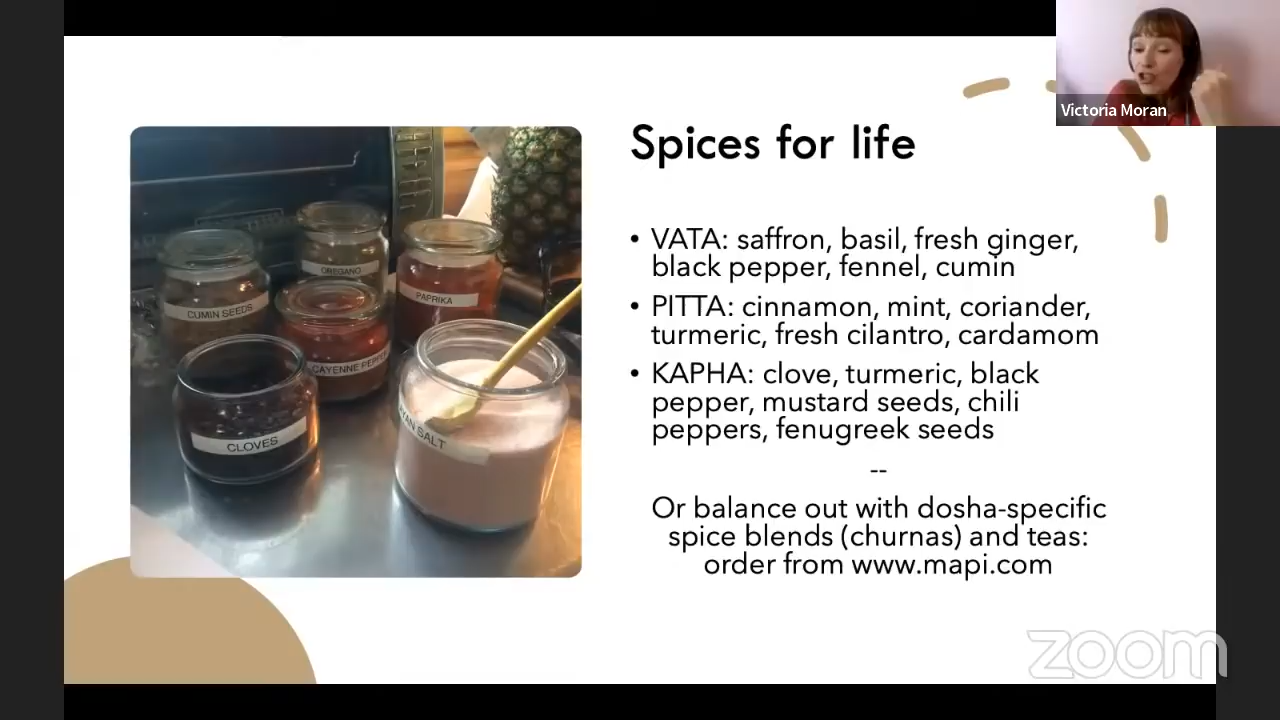 Victoria Moran
Spices for life
• VATA: saffron, basil, fresh ginger,
black pepper, fennel, cumin
• PITTA: cinnamon, mint, coriander,
turmeric, fresh cilantro, cardamom
• KAPHA: clove, turmeric, black
pepper, mustard seeds, chili
peppers, fenugreek seeds
--
Or balance out with dosha-specific
spice blends (churnas) and teas:
order from www.mapi.com
OREGANO
PAPRIKA
CUMIN SEEDS
CAYENNE PEPPER
CLOVES
SALT
zoom